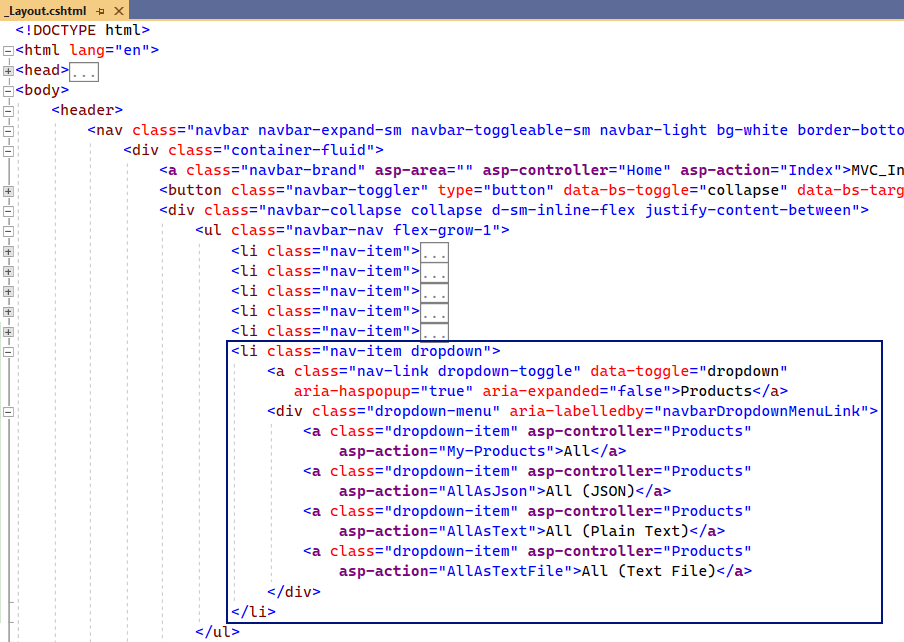 _Layout.cshtml
<!DOCTYPE html>
<html lang="en">
<head>...
<body>
<header>
<nav class="navbar navbar-expand-sm navbar-toggleable-sm navbar-light bg-white border-botto
<div class="container-fluid">
<a class="navbar-brand" asp-area="" asp-controller="Home" asp-action="Index">MVC_In
<button class="navbar-toggler" type="button" data-bs-toggle="collapse" data-bs-targ
<div class="navbar-collapse collapse d-sm-inline-flex justify-content-between">
<ul class="navbar-nav flex-grow-1">
<li class="nav-item">...
<li class="nav-item">...
<li class="nav-item">...
<li class="nav-item">...
<li class="nav-item">...
<li class="nav-item dropdown">
<a class="nav-link dropdown-toggle" data-toggle="dropdown"
aria-haspopup="true" aria-expanded="false">Products</a>
<div class="dropdown-menu" aria-labelledby="navbarDropdownMenuLink">
<a class="dropdown-item" asp-controller="Products"
asp-action="My-Products">All</a>
<a class="dropdown-item" asp-controller="Products"
asp-action="AllAsJson">All (JSON)</a>
<a class="dropdown-item" asp-controller="Products"
asp-action="AllAsText">All (Plain Text)</a>
<a class="dropdown-item" asp-controller="Products"
asp-action="AllAsTextFile">All (Text File)</a>
</div>
</li>
</ul>